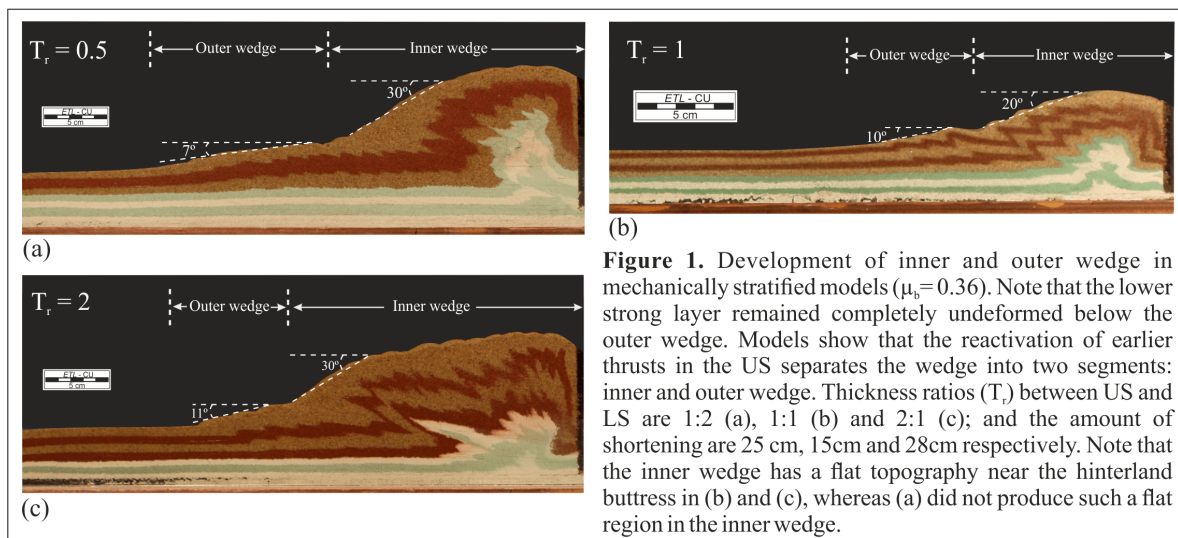 Tr = 0.5
Outer wedge
Inner wedge
30º
7º
ETL - CU
5 cm
(a)
Tr = 1
Outer wedge
Inner wedge
20º
10º
ETL - CU
5 cm
(b)
Tr = 2
Outer wedge
Inner wedge
30º
11º
ETL - CU
5 cm
(c)
Figure 1. Development of inner and outer wedge in
mechanically stratified models (μb= 0.36). Note that the lower
strong layer remained completely undeformed below the
outer wedge. Models show that the reactivation of earlier
thrusts in the US separates the wedge into two segments:
inner and outer wedge. Thickness ratios (Tr) between US and
LS are 1:2 (a), 1:1 (b) and 2:1 (c); and the amount of
shortening are 25 cm, 15cm and 28cm respectively. Note that
the inner wedge has a flat topography near the hinterland
buttress in (b) and (c), whereas (a) did not produce such a flat
region in the inner wedge.